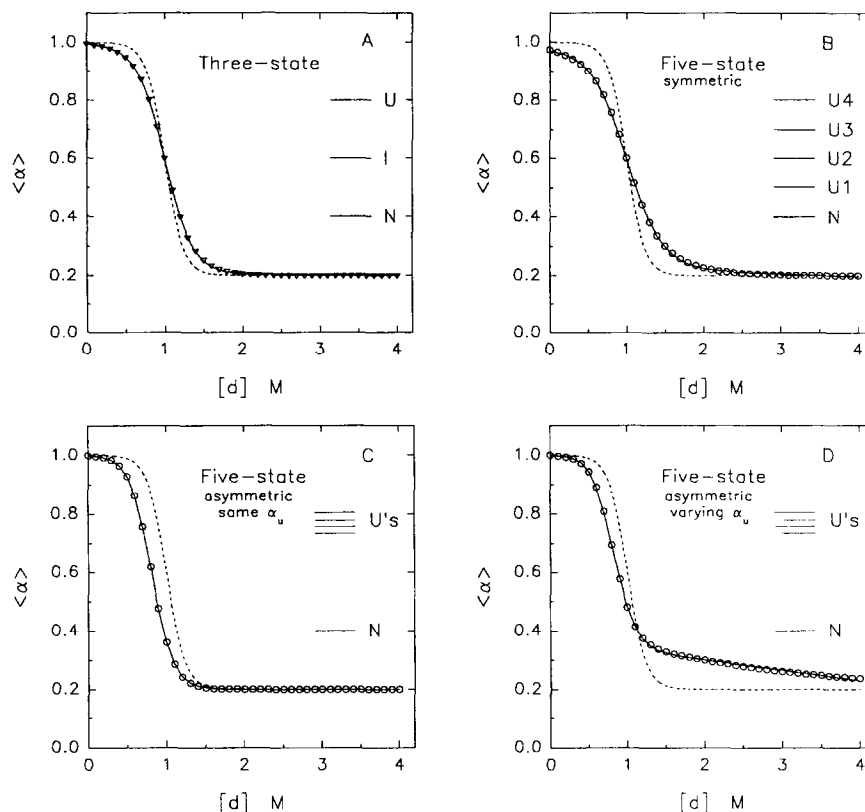 A
Three-state
U
I
N
1.0
0.8
0.6
0.4
0.2
0.0
<α>
0 1 2 3 4
[d] M
B
Five-state
symmetric
U4
U3
U2
U1
N
1.0
0.8
0.6
0.4
0.2
0.0
<α>
0 1 2 3 4
[d] M
C
Five-state
asymmetric
same αu
U's
N
1.0
0.8
0.6
0.4
0.2
0.0
<α>
0 1 2 3 4
[d] M
D
Five-state
asymmetric
varying αu
U's
N
1.0
0.8
0.6
0.4
0.2
0.0
<α>
0 1 2 3 4
[d] M